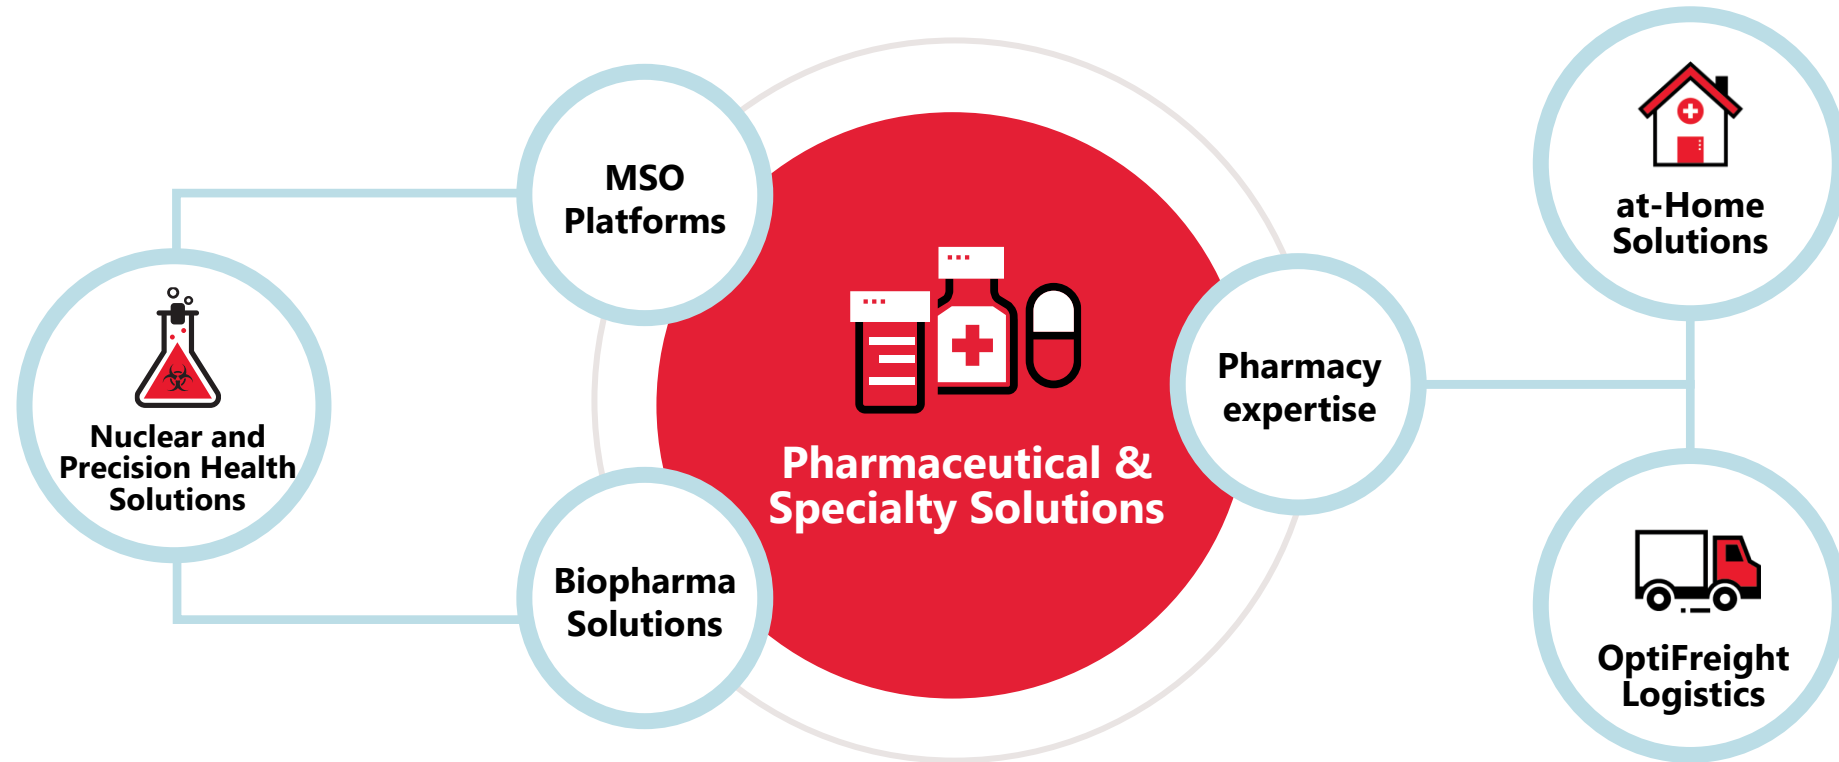 MSO
Platforms
Nuclear and
Precision Health
Solutions
Biopharma
Solutions
Pharmaceutical &
Specialty Solutions
Pharmacy
expertise
at-Home
Solutions
OptiFreight
Logistics